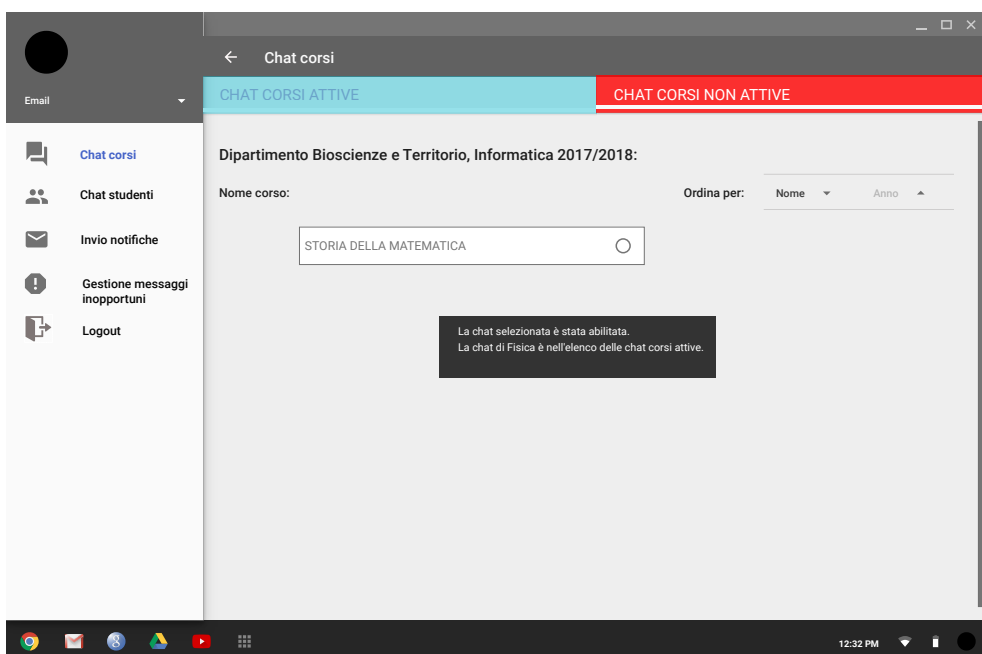 Chat corsi
Email
CHAT CORSI ATTIVE
CHAT CORSI NON ATTIVE
Chat corsi
Chat studenti
Invio notifiche
Gestione messaggi
inopportuni
Logout
Dipartimento Bioscienze e Territorio, Informatica 2017/2018:
Nome corso:
Ordina per:
Nome
Anno
STORIA DELLA MATEMATICA
La chat selezionata è stata abilitata.
La chat di Fisica è nell'elenco delle chat corsi attive.
12:32 PM